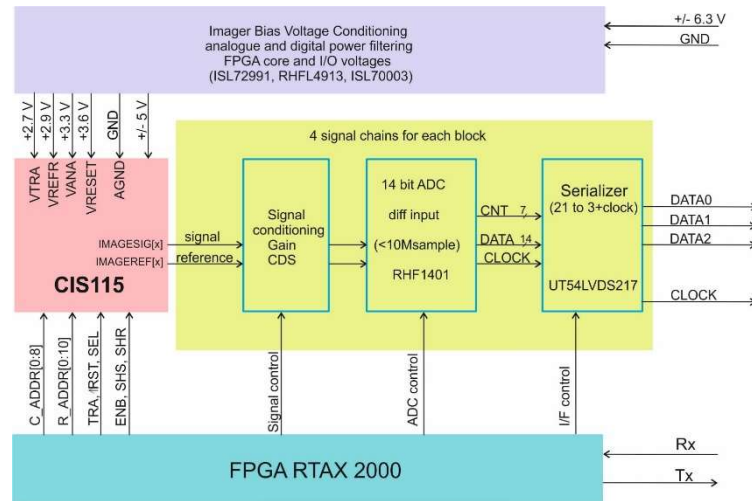 Imager Bias Voltage Conditioning
analogue and digital power filtering
FPGA core and I/O voltages
(ISL72991, RHFL4913, ISL70003)
+/- 6.3 V
GND
+2.7 V
+2.9 V
+3.3 V
+3.6 V
GND
+/- 5 V
4 signal chains for each block
VTRA
VREFR
VANA
VRESET
AGND
IMAGESIG[x]
IMAGEREF[x]
CIS115
signal
reference
Signal
conditioning
Gain
CDS
14 bit ADC
diff input
(<10Msample)
RHF1401
CNT 7
DATA 14
CLOCK
Serializer
(21 to 3+clock)
UT54LVDS217
DATA0
DATA1
DATA2
CLOCK
C_ADDR[0:8]
R_ADDR[0:10]
TRA, RST, SEL
ENB, SHS, SHR
Signal control
ADC control
I/F control
FPGA RTAX 2000
Rx
Tx